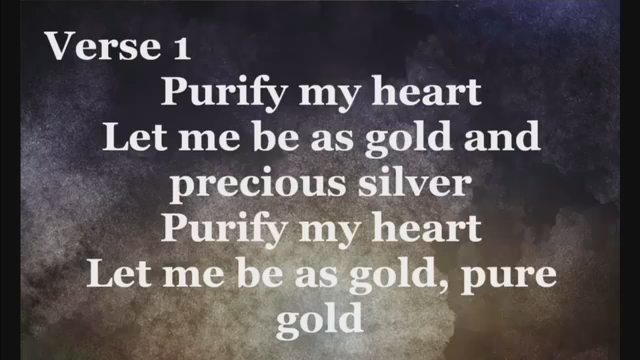 Verse 1
Purify my heart
Let me be as gold and
precious silver
Purify my heart
Let me be as gold, pure
gold